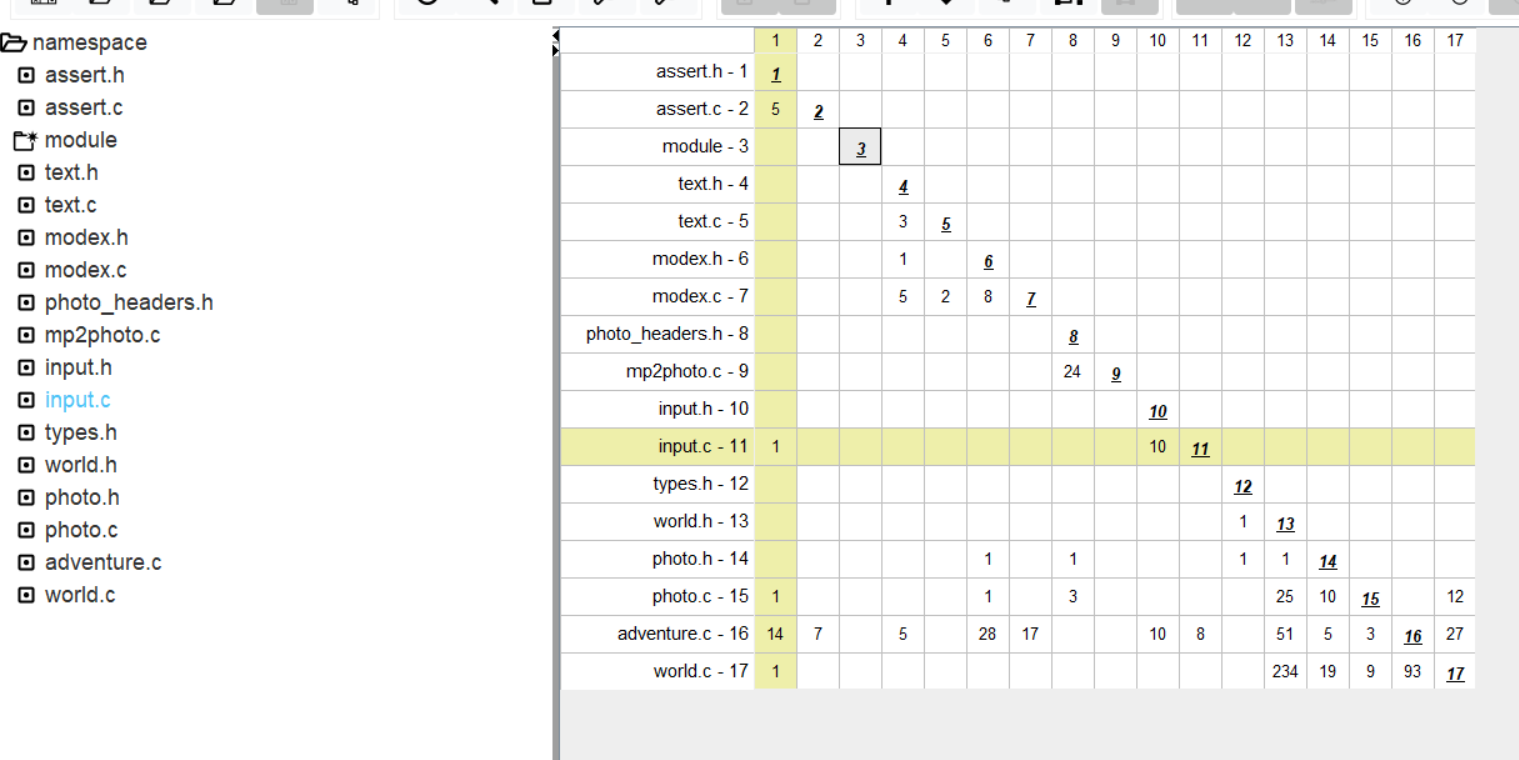 namespace
assert.h
assert.c
module
text.h
text.c
modex.h
modex.c
photo_headers.h
mp2photo.c
input.h
input.c
types.h
world.h
photo.h
photo.c
adventure.c
world.c
1 2 3 4 5 6 7 8 9 10 11 12 13 14 15 16 17
assert.h - 1 1
assert.c - 2 5 2
module - 3 3
text.h - 4 4
text.c - 5 3 5
modex.h - 6 1 6
modex.c - 7 5 2 8 7
photo_headers.h - 8 8
mp2photo.c - 9 24 9
input.h - 10 10
input.c - 11 1 10 11
types.h - 12 12
world.h - 13 1 13
photo.h - 14 1 1 1 1 14
photo.c - 15 1 1 3 25 10 15 12
adventure.c - 16 14 7 5 28 17 10 8 51 5 3 16 27
world.c - 17 1 234 19 9 93 17